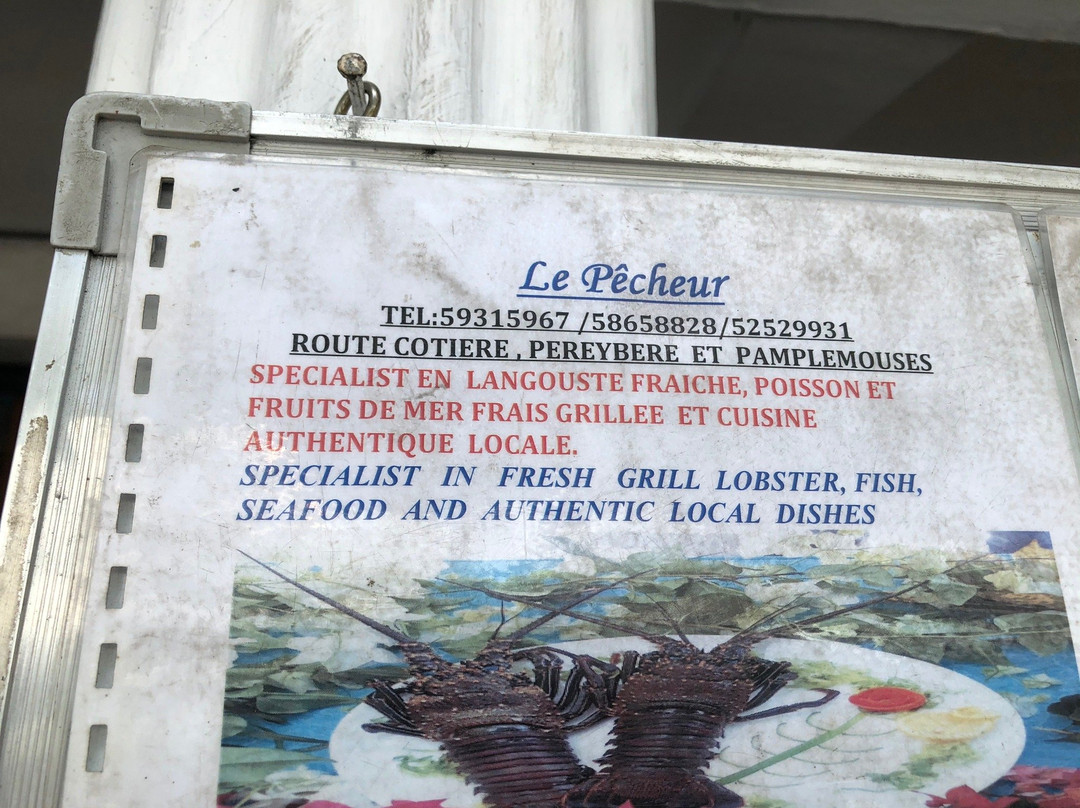 Le Pêcheur
TEL:59315967 /58658828/52529931
ROUTE COTIERE , PEREYBERE ET PAMPLEMOUSES
SPECIALIST EN LANGOUSTE FRAICHE, POISSON ET
FRUITS DE MER FRAIS GRILLEE ET CUISINE
AUTHENTIQUE LOCALE.
SPECIALIST IN FRESH GRILL LOBSTER, FISH,
SEAFOOD AND AUTHENTIC LOCAL DISHES